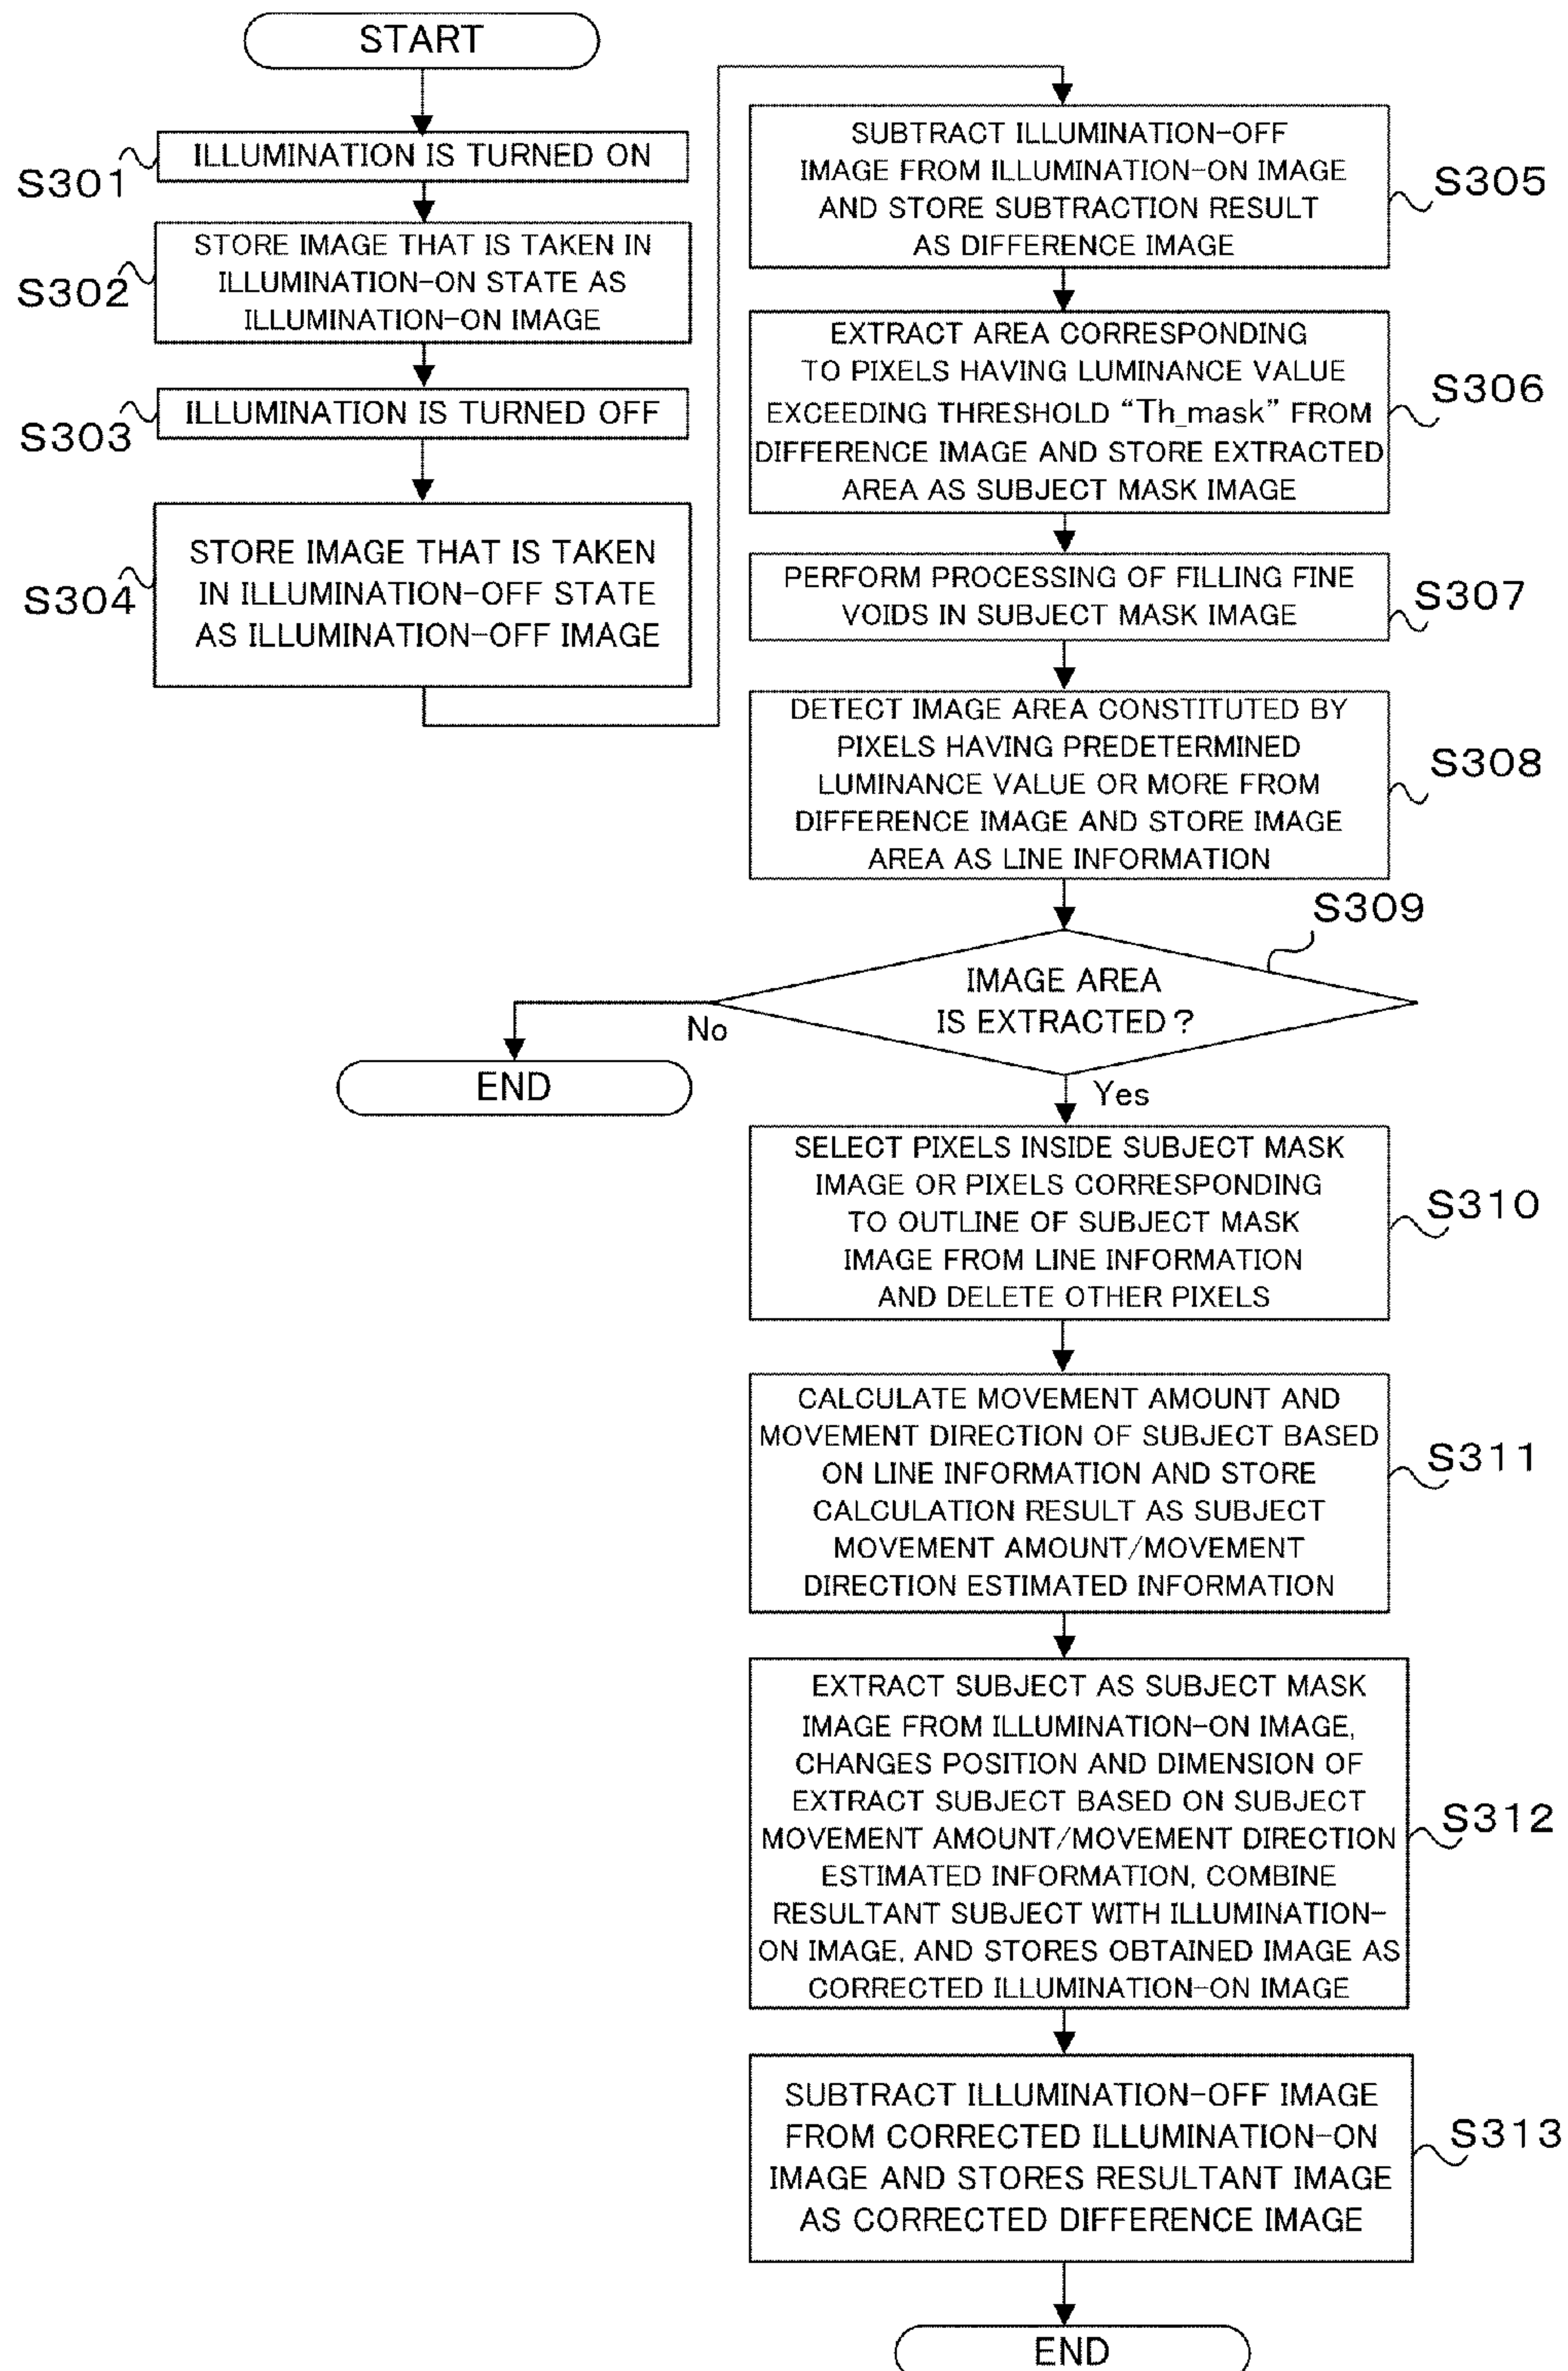 START
S301
ILLUMINATION IS TURNED ON
S302
STORE IMAGE THAT IS TAKEN IN
ILLUMINATION-ON STATE AS
ILLUMINATION-ON IMAGE
S303
ILLUMINATION IS TURNED OFF
S304
STORE IMAGE THAT IS TAKEN
IN ILLUMINATION-OFF STATE
AS ILLUMINATION-OFF IMAGE
SUBTRACT ILLUMINATION-OFF
IMAGE FROM ILLUMINATION-ON IMAGE
AND STORE SUBTRACTION RESULT
AS DIFFERENCE IMAGE
S305
EXTRACT AREA CORRESPONDING
TO PIXELS HAVING LUMINANCE VALUE
EXCEEDING THRESHOLD “Th_mask” FROM
DIFFERENCE IMAGE AND STORE EXTRACTED
AREA AS SUBJECT MASK IMAGE
S306
PERFORM PROCESSING OF FILLING FINE
VOIDS IN SUBJECT MASK IMAGE
S307
DETECT IMAGE AREA CONSTITUTED BY
PIXELS HAVING PREDETERMINED
LUMINANCE VALUE OR MORE FROM
DIFFERENCE IMAGE AND STORE IMAGE
AREA AS LINE INFORMATION
S308
S309
IMAGE AREA
IS EXTRACTED?
No
END
Yes
SELECT PIXELS INSIDE SUBJECT MASK
IMAGE OR PIXELS CORRESPONDING
TO OUTLINE OF SUBJECT MASK
IMAGE FROM LINE INFORMATION
AND DELETE OTHER PIXELS
S310
CALCULATE MOVEMENT AMOUNT AND
MOVEMENT DIRECTION OF SUBJECT BASED
ON LINE INFORMATION AND STORE
CALCULATION RESULT AS SUBJECT
MOVEMENT AMOUNT/MOVEMENT
DIRECTION ESTIMATED INFORMATION
S311
EXTRACT SUBJECT AS SUBJECT MASK
IMAGE FROM ILLUMINATION-ON IMAGE,
CHANGES POSITION AND DIMENSION OF
EXTRACT SUBJECT BASED ON SUBJECT
MOVEMENT AMOUNT/MOVEMENT DIRECTION
ESTIMATED INFORMATION, COMBINE
RESULTANT SUBJECT WITH ILLUMINATION-
ON IMAGE, AND STORES OBTAINED IMAGE AS
CORRECTED ILLUMINATION-ON IMAGE
S312
SUBTRACT ILLUMINATION-OFF IMAGE
FROM CORRECTED ILLUMINATION-ON
IMAGE AND STORES RESULTANT IMAGE
AS CORRECTED DIFFERENCE IMAGE
S313
END